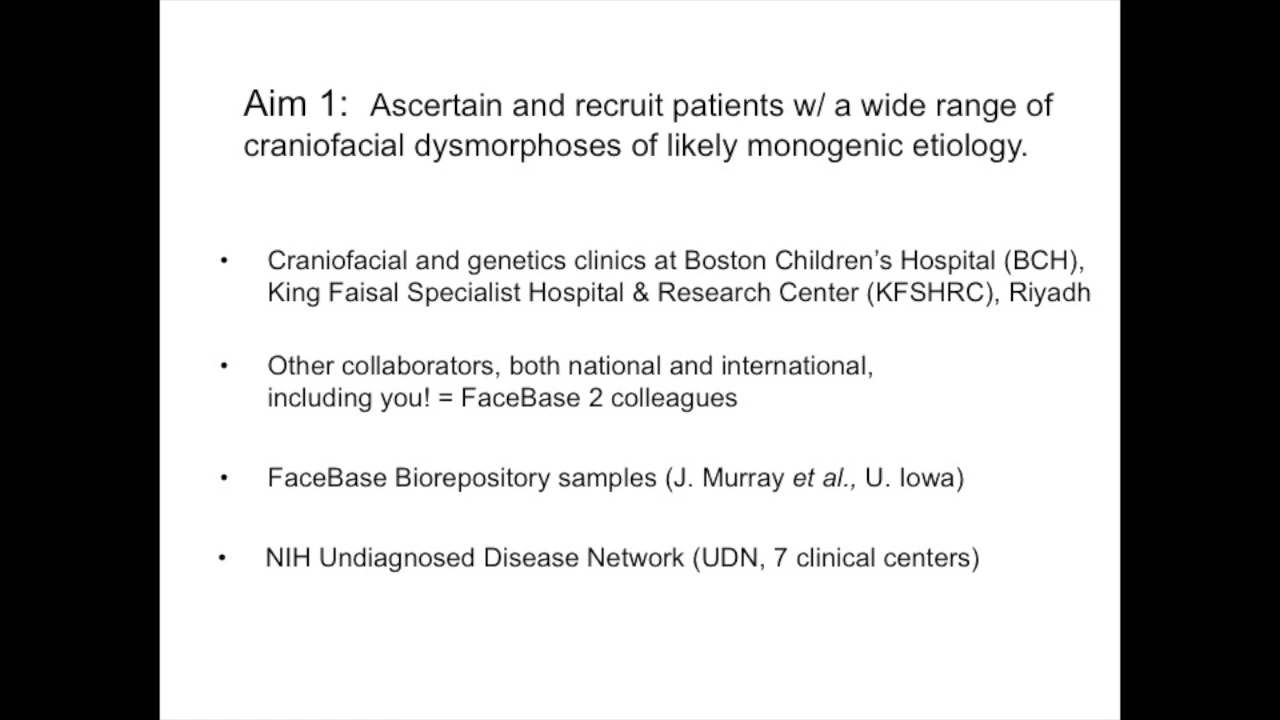 Aim 1: Ascertain and recruit patients w/ a wide range of
craniofacial dysmorphoses of likely monogenic etiology.
• Craniofacial and genetics clinics at Boston Children’s Hospital (BCH),
King Faisal Specialist Hospital & Research Center (KFSHRC), Riyadh
• Other collaborators, both national and international,
including you! = FaceBase 2 colleagues
• FaceBase Biorepository samples (J. Murray et al., U. Iowa)
• NIH Undiagnosed Disease Network (UDN, 7 clinical centers)